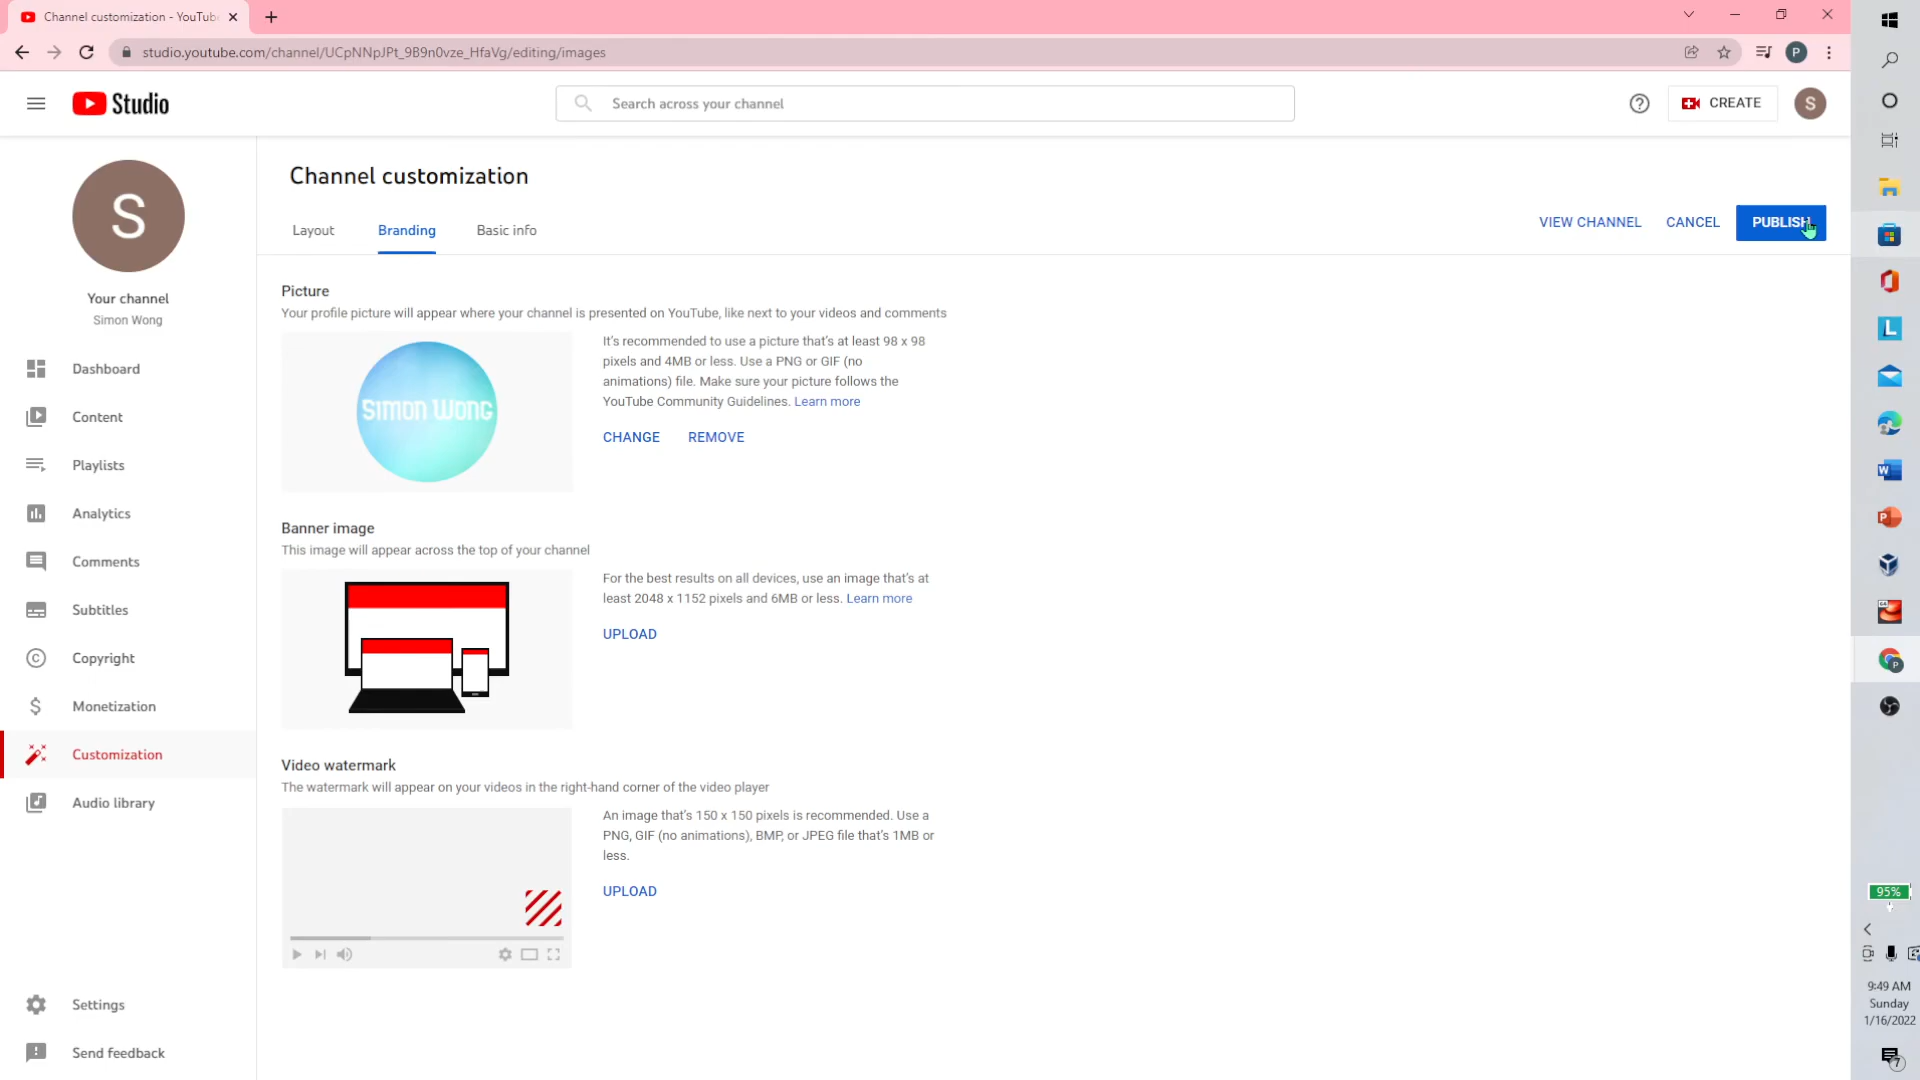 Channel customization - YouTub
studio.youtube.com/channel/UCpNNpJPt_9B9n0vze_HfaVg/editing/images
P
Studio
Search across your channel
CREATE
S
S
Your channel
Simon Wong
Dashboard
Content
Playlists
Analytics
Comments
Subtitles
Copyright
Monetization
Customization
Audio library
Settings
Send feedback
Channel customization
Layout
Branding
Basic info
VIEW CHANNEL
CANCEL
PUBLISH
Picture
Your profile picture will appear where your channel is presented on YouTube, like next to your videos and comments
SIMON WONG
It's recommended to use a picture that's at least 98 x 98
pixels and 4MB or less. Use a PNG or GIF (no
animations) file. Make sure your picture follows the
YouTube Community Guidelines. Learn more
CHANGE
REMOVE
Banner image
This image will appear across the top of your channel
For the best results on all devices, use an image that's at
least 2048 x 1152 pixels and 6MB or less. Learn more
UPLOAD
Video watermark
The watermark will appear on your videos in the right-hand corner of the video player
An image that's 150 x 150 pixels is recommended. Use a
PNG, GIF (no animations), BMP, or JPEG file that's 1MB or
less.
UPLOAD
L
W
P
64
P
95%
9:49 AM
Sunday
1/16/2022
7